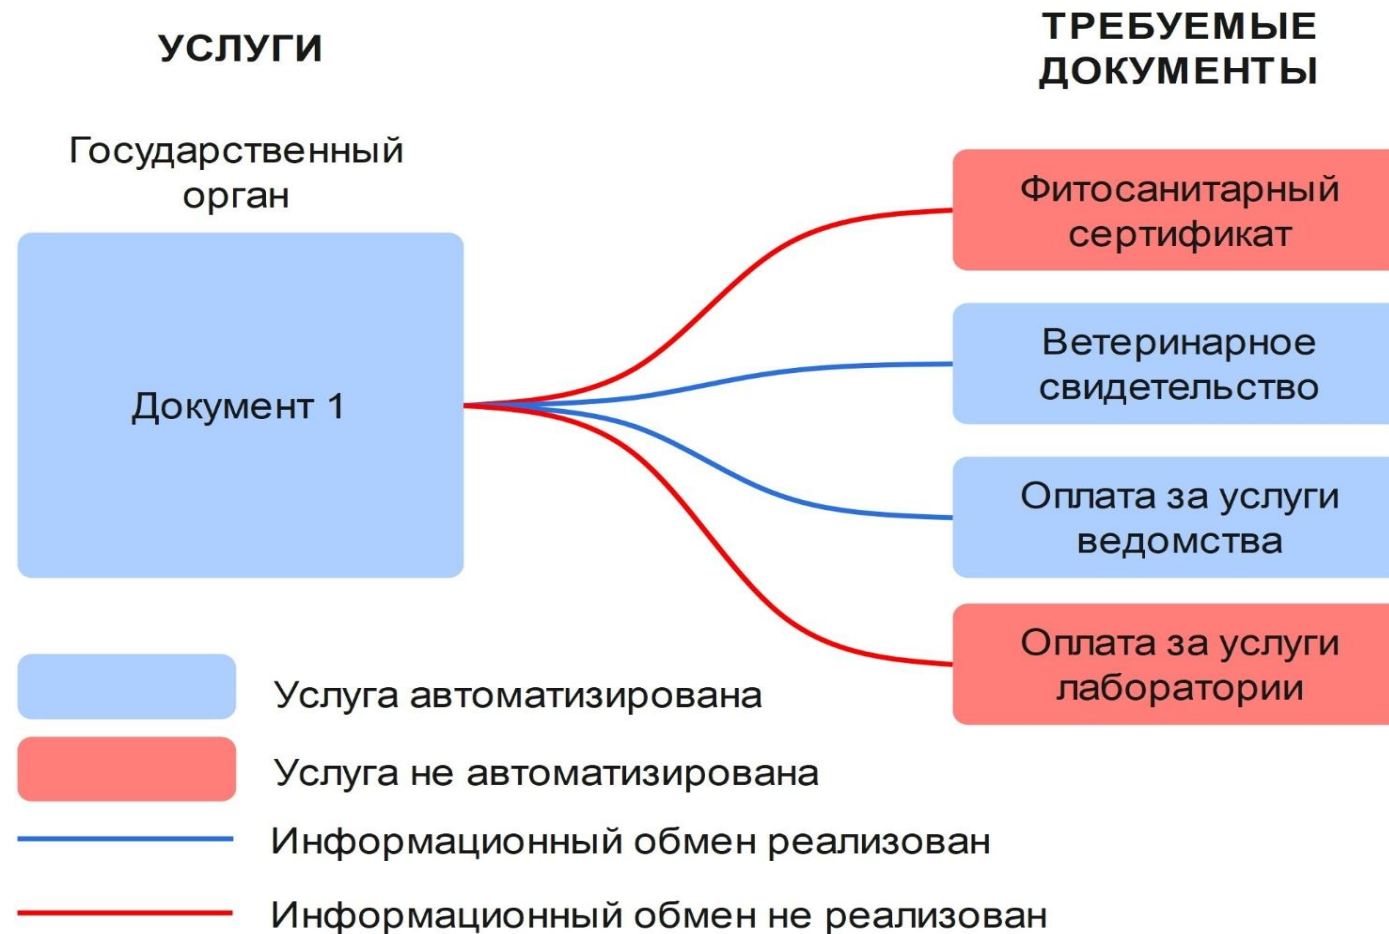 УСЛУГИ
ТРЕБУЕМЫЕ
ДОКУМЕНТЫ
Государственный
орган
Документ 1
Фитосанитарный
сертификат
Ветеринарное
свидетельство
Оплата за услуги
ведомства
Оплата за услуги
лаборатории
Услуга автоматизирована
Услуга не автоматизирована
Информационный обмен реализован
Информационный обмен не реализован